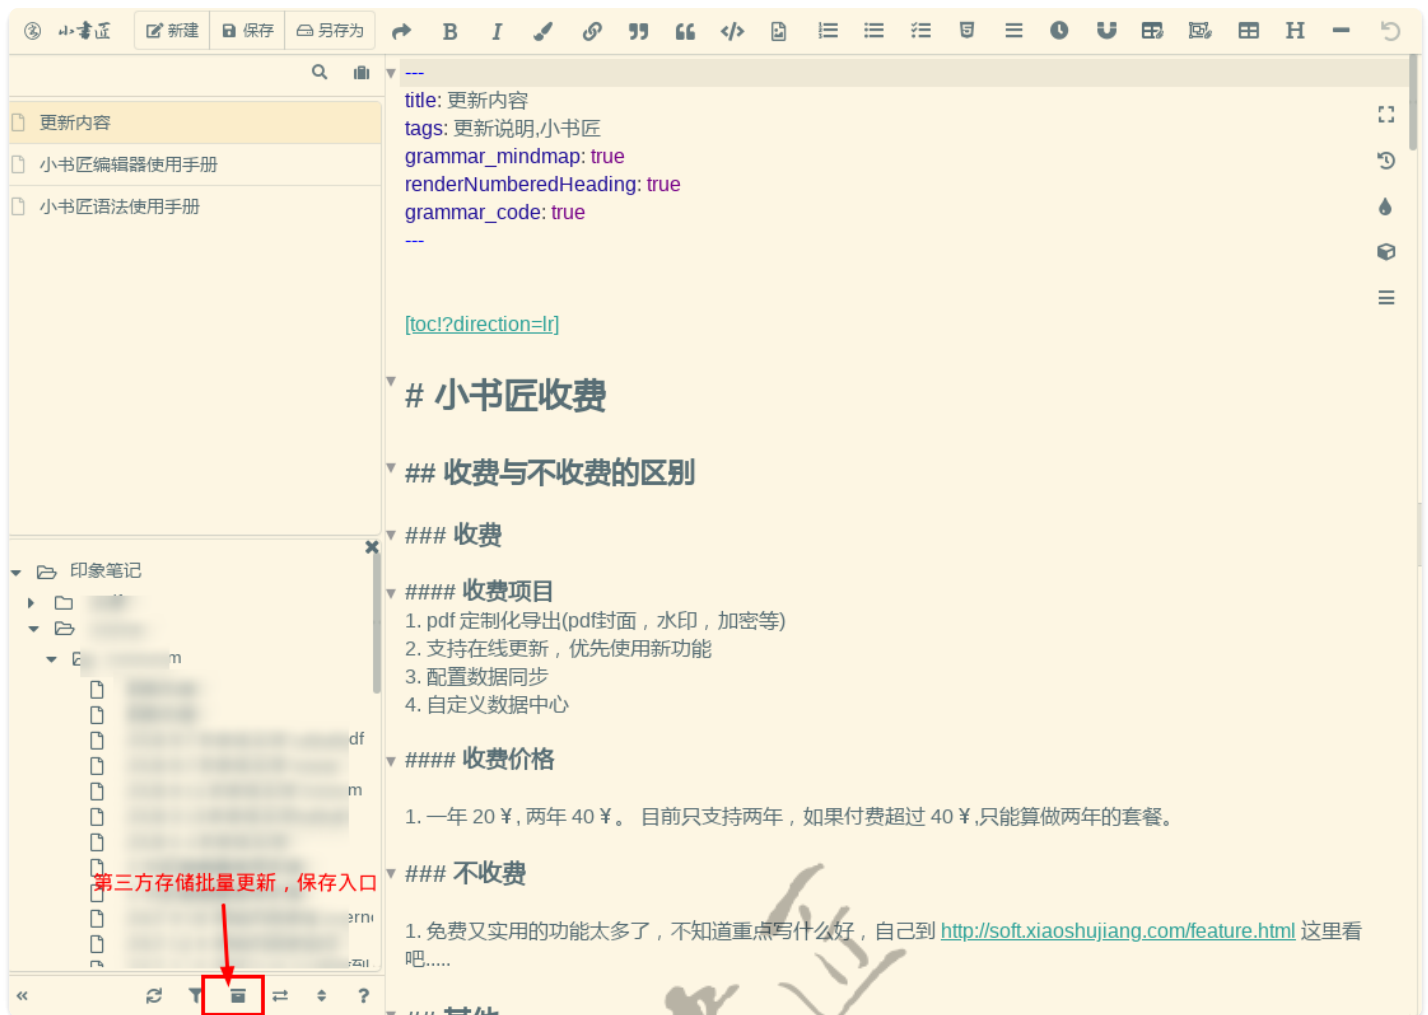 小書匠 新建 保存 另存为
更新内容
小书匠编辑器使用手册
小书匠语法使用手册
印象笔记
m
df
m
第三方存储批量更新，保存入口
?
---
title: 更新内容
tags: 更新说明,小书匠
grammar_mindmap: true
renderNumberedHeading: true
grammar_code: true
---
[toc!?direction=lr]
# 小书匠收费
## 收费与不收费的区别
### 收费
#### 收费项目
1. pdf 定制化导出(pdf封面，水印，加密等)
2. 支持在线更新，优先使用新功能
3. 配置数据同步
4. 自定义数据中心
#### 收费价格
1. 一年 20 ¥ , 两年 40 ¥ 。 目前只支持两年，如果付费超过 40 ¥ ,只能算做两年的套餐。
### 不收费
1. 免费又实用的功能太多了，不知道重点写什么好，自己到 http://soft.xiaoshujiang.com/feature.html 这里看
吧.....
## 其他